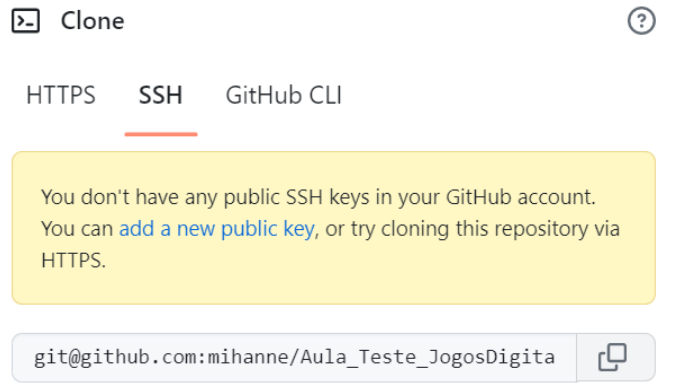 Clone
HTTPS SSH GitHub CLI
You don't have any public SSH keys in your GitHub account.
You can add a new public key, or try cloning this repository via
HTTPS.
git@github.com:mihanne/Aula_Teste_JogosDigita